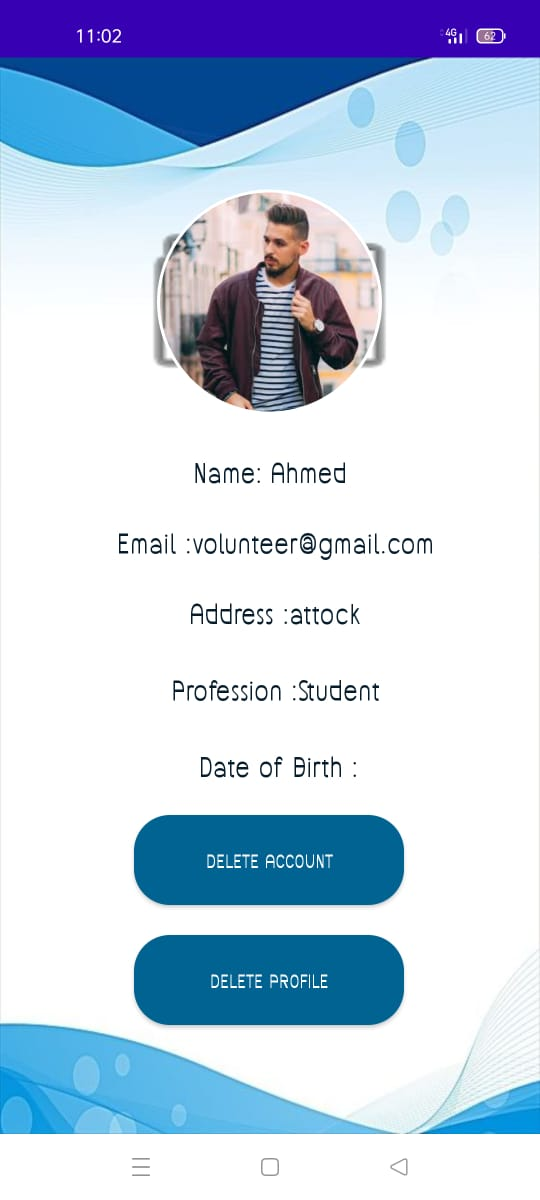 11:02
4G
62
Name: Ahmed
Email :volunteer@gmail.com
Address :attock
Profession :Student
Date of Birth :
DELETE ACCOUNT
DELETE PROFILE